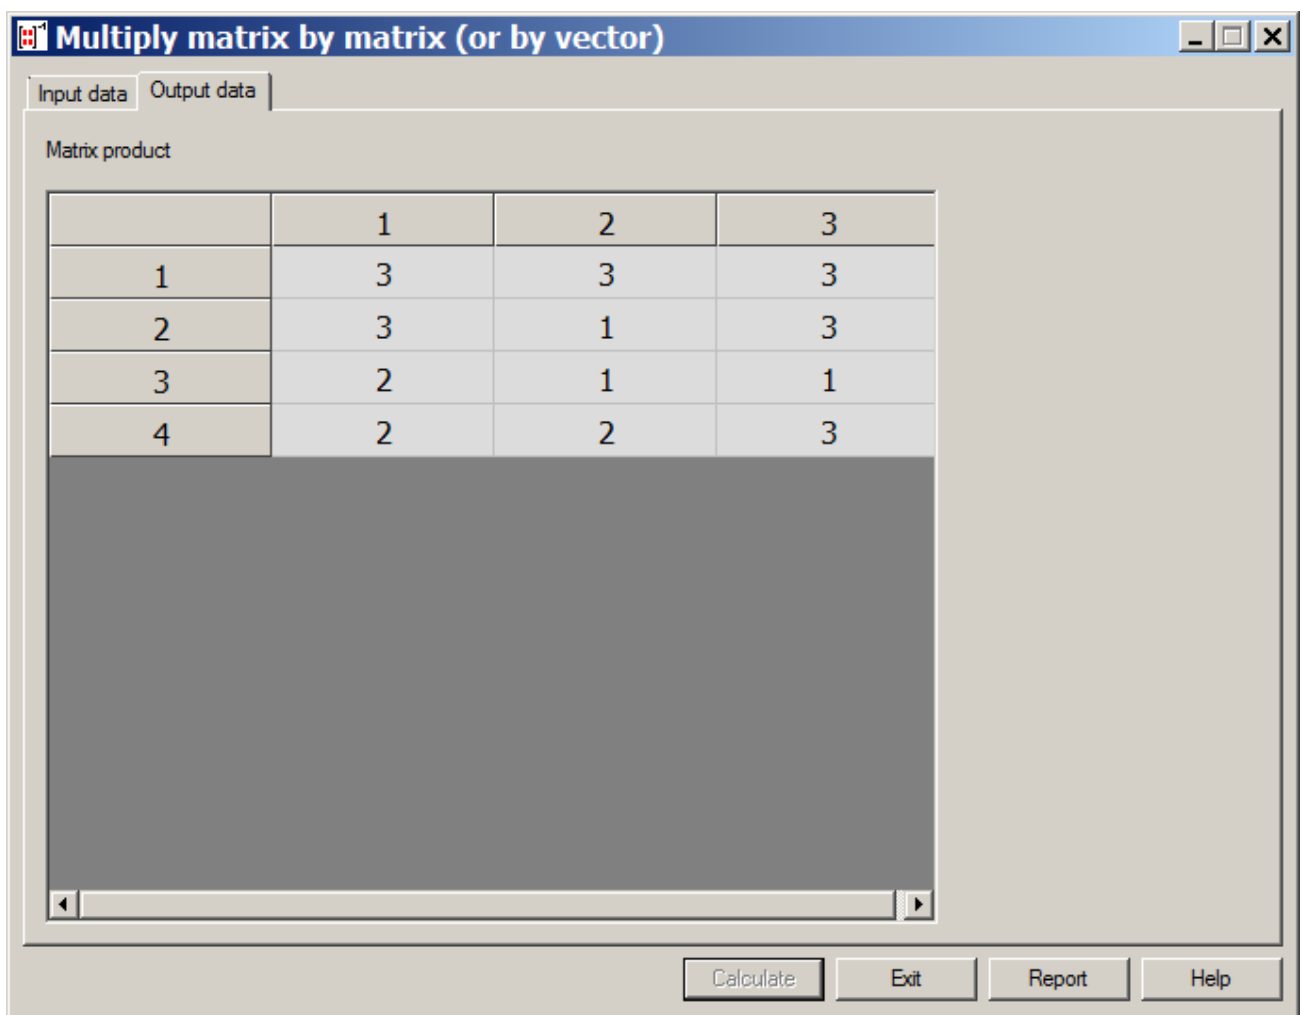 Multiply matrix by matrix (or by vector)
Input data Output data
Matrix product
1 2 3
1 3 3 3
2 3 1 3
3 2 1 1
4 2 2 3
Calculate Exit Report Help